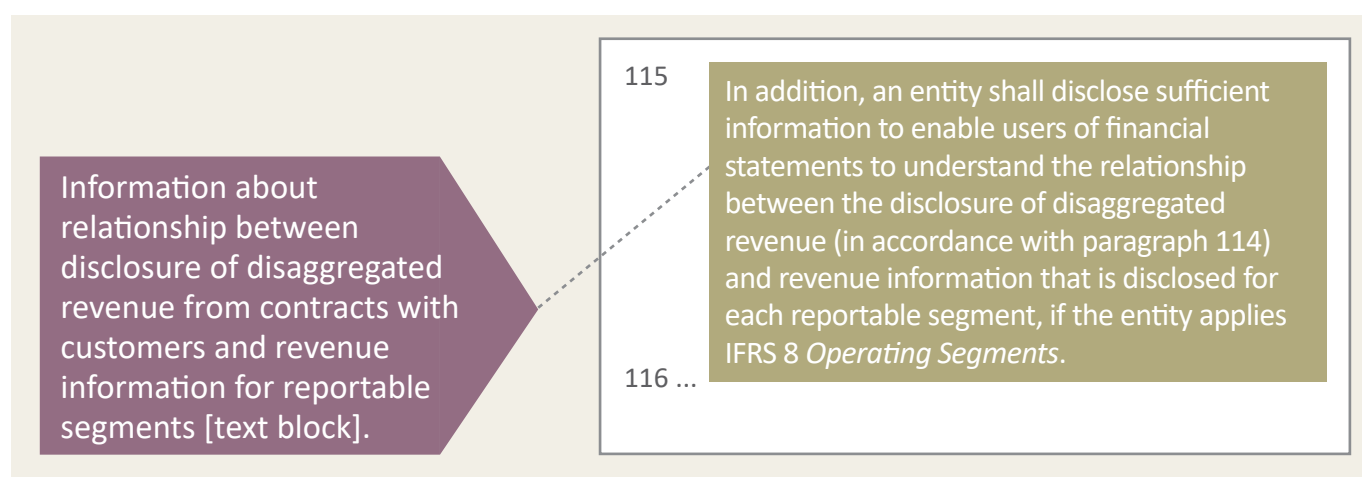 Information about
relationship between
disclosure of disaggregated
revenue from contracts with
customers and revenue
information for reportable
segments [text block].
115
In addition, an entity shall disclose sufficient
information to enable users of financial
statements to understand the relationship
between the disclosure of disaggregated
revenue (in accordance with paragraph 114)
and revenue information that is disclosed for
each reportable segment, if the entity applies
IFRS 8 Operating Segments.
116 ...